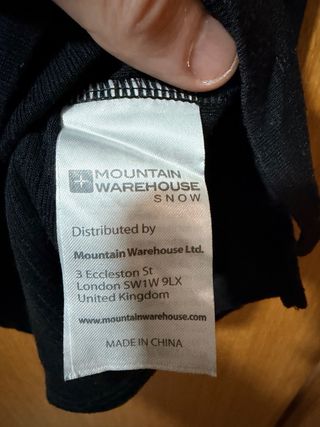 MOUNTAIN
WAREHOUSE
SNOW
Distributed by
Mountain Warehouse Ltd.
3 Eccleston St
London SW1W 9LX
United Kingdom
www.mountainwarehouse.com
MADE IN CHINA